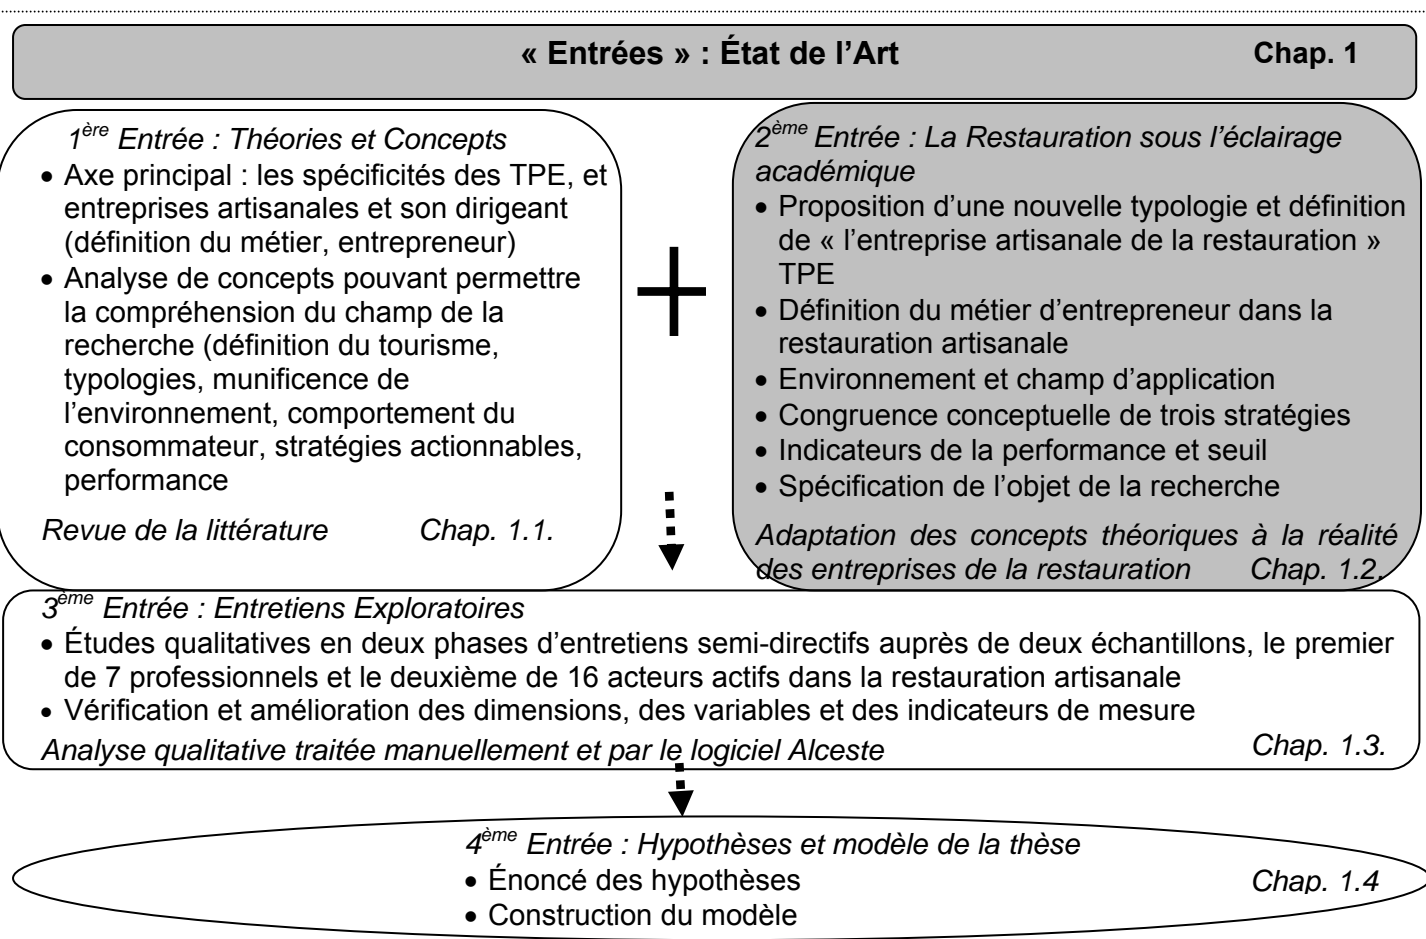 « Entrées » : État de l’Art Chap. 1
1ère Entrée : Théories et Concepts
• Axe principal : les spécificités des TPE, et
entreprises artisanales et son dirigeant
(définition du métier, entrepreneur)
• Analyse de concepts pouvant permettre
la compréhension du champ de la
recherche (définition du tourisme,
typologies, munificence de
l’environnement, comportement du
consommateur, stratégies actionnables,
performance
Revue de la littérature Chap. 1.1.
+
2ème Entrée : La Restauration sous l’éclairage
académique
• Proposition d’une nouvelle typologie et définition
de « l’entreprise artisanale de la restauration »
TPE
• Définition du métier d’entrepreneur dans la
restauration artisanale
• Environnement et champ d’application
• Congruence conceptuelle de trois stratégies
• Indicateurs de la performance et seuil
• Spécification de l’objet de la recherche
Adaptation des concepts théoriques à la réalité
des entreprises de la restauration Chap. 1.2.
3ème Entrée : Entretiens Exploratoires
• Études qualitatives en deux phases d’entretiens semi-directifs auprès de deux échantillons, le premier
de 7 professionnels et le deuxième de 16 acteurs actifs dans la restauration artisanale
• Vérification et amélioration des dimensions, des variables et des indicateurs de mesure
Analyse qualitative traitée manuellement et par le logiciel Alceste Chap. 1.3.
4ème Entrée : Hypothèses et modèle de la thèse
• Énoncé des hypothèses Chap. 1.4
• Construction du modèle